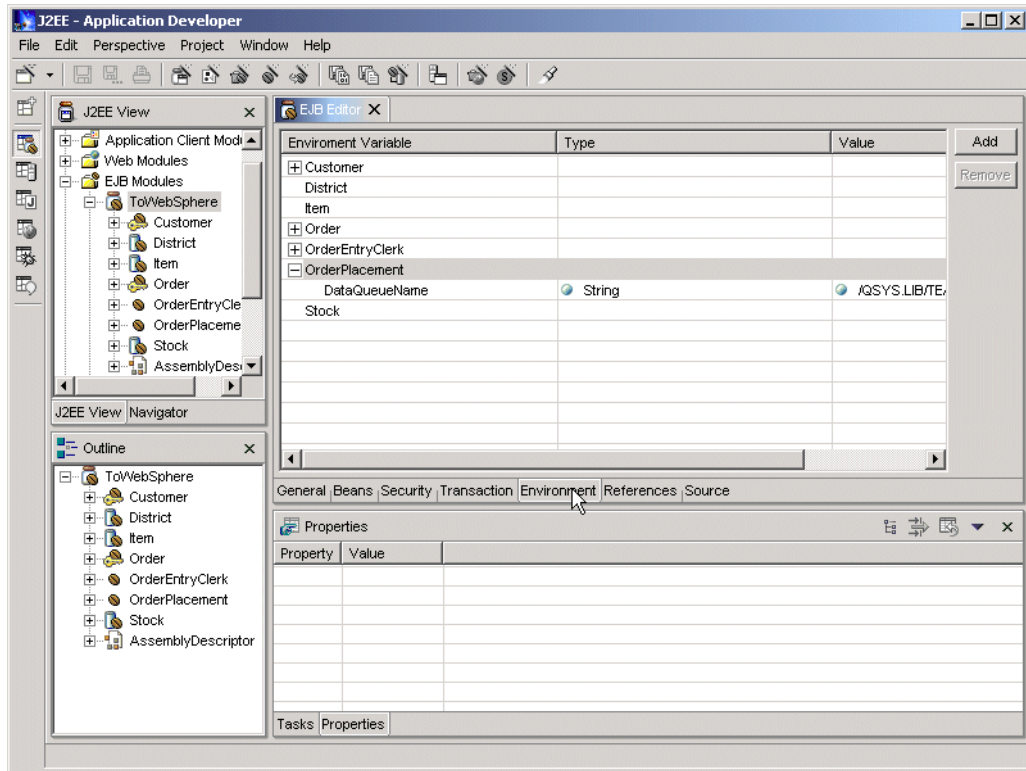 J2EE - Application Developer
File Edit Perspective Project Window Help
J2EE View
Application Client Modu
Web Modules
EJB Modules
ToWebSphere
Customer
District
Item
Order
OrderEntryCle
OrderPlaceme
Stock
AssemblyDes
J2EE View Navigator
Outline
ToWebSphere
Customer
District
Item
Order
OrderEntryClerk
OrderPlacement
Stock
AssemblyDescriptor
EJB Editor
Enviroment Variable Type Value
Customer
District
Item
Order
OrderEntryClerk
OrderPlacement
DataQueueName String /QSYS.LIB/TEA
Stock
Add
Remove
General Beans Security Transaction Environment References Source
Properties
Property Value
Tasks Properties